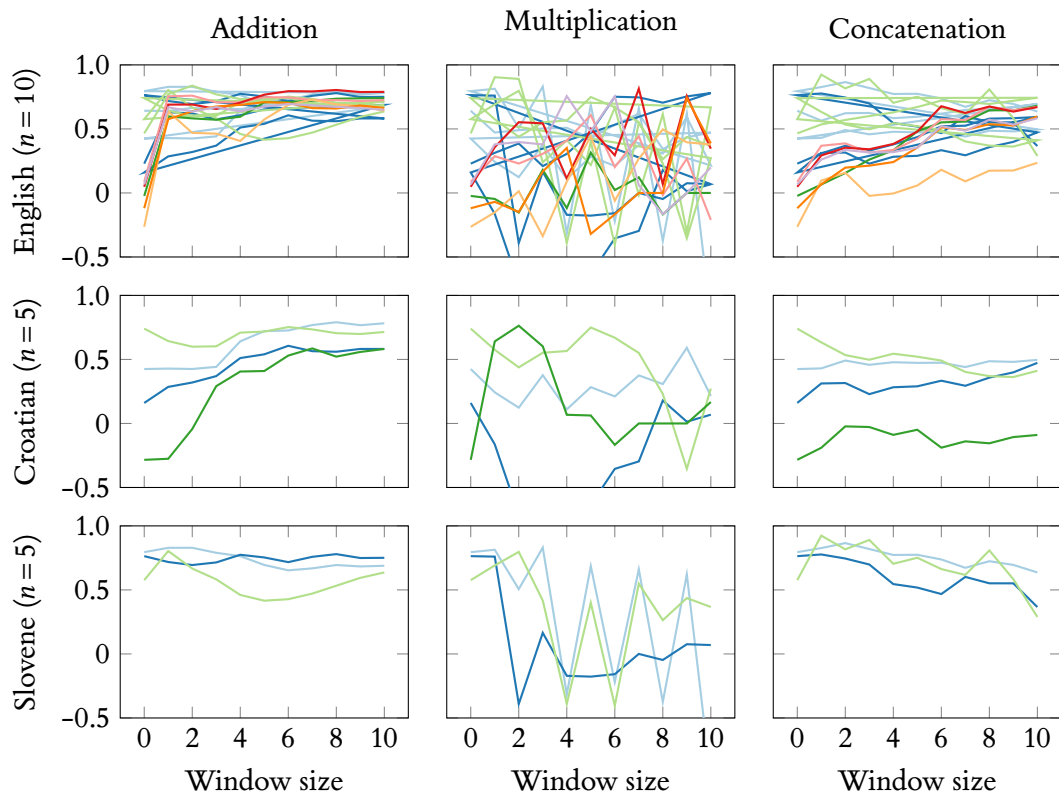 Addition
Multiplication
Concatenation
English (n = 10)
1.0
0.5
0
−0.5
Croatian (n = 5)
1.0
0.5
0
−0.5
Slovene (n = 5)
1.0
0.5
0
−0.5
0 2 4 6 8 10
0 2 4 6 8 10
0 2 4 6 8 10
Window size
Window size
Window size